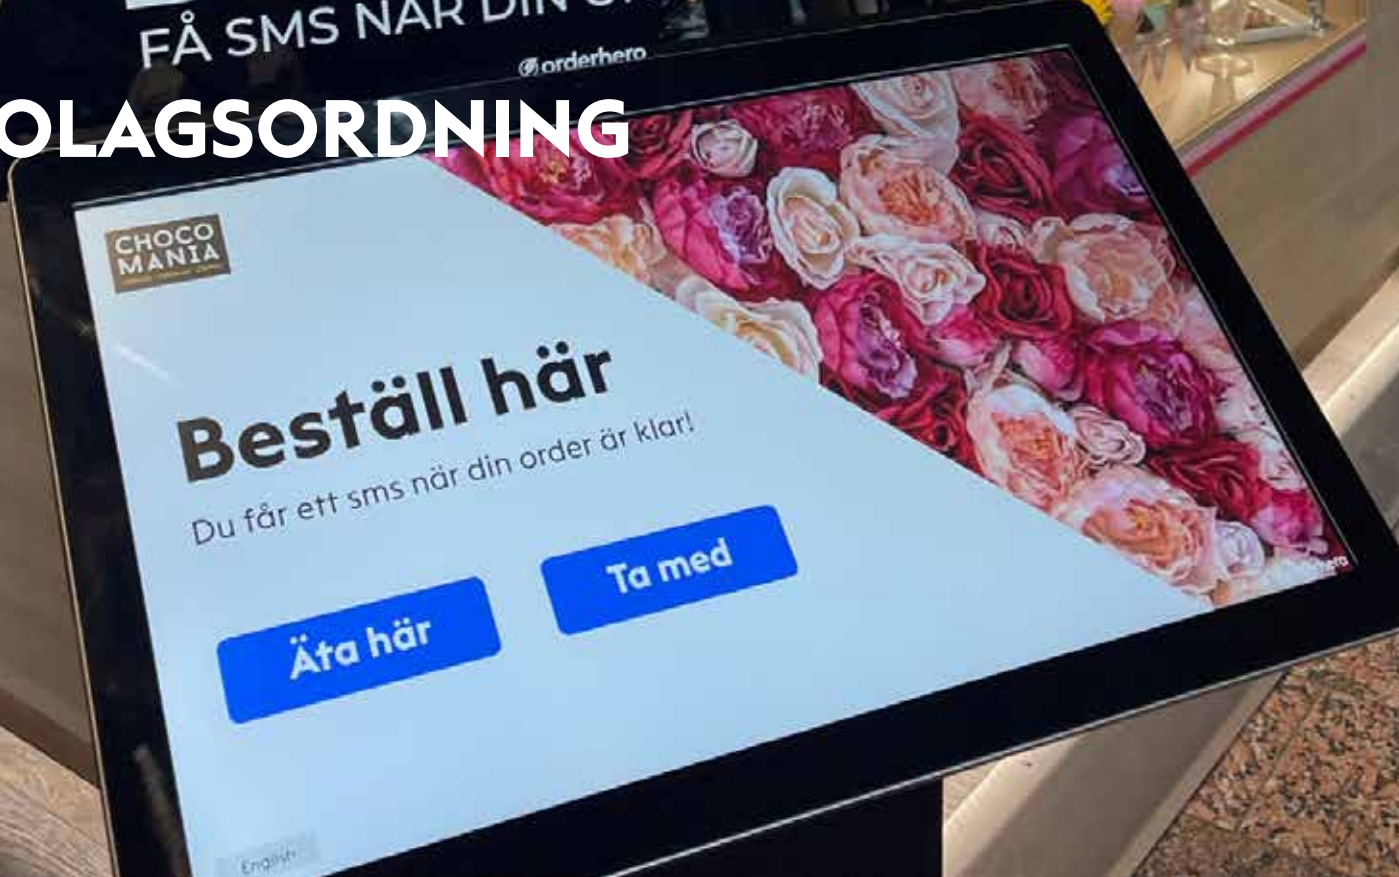 FÅ SMS NÄR DIN
orderhero
OLAGSORDNING
CHOCO
MANIA
Beställ här
Du får ett sms när din order är klar!
Äta här
Ta med
English